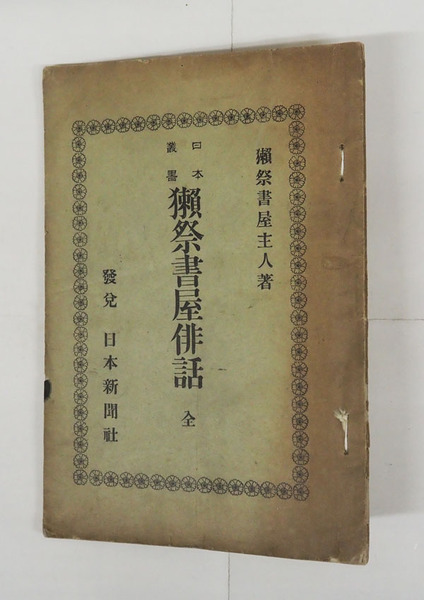 獺祭書屋主人著
日本
叢書
獺祭書屋俳話 全
發兌 日本新聞社